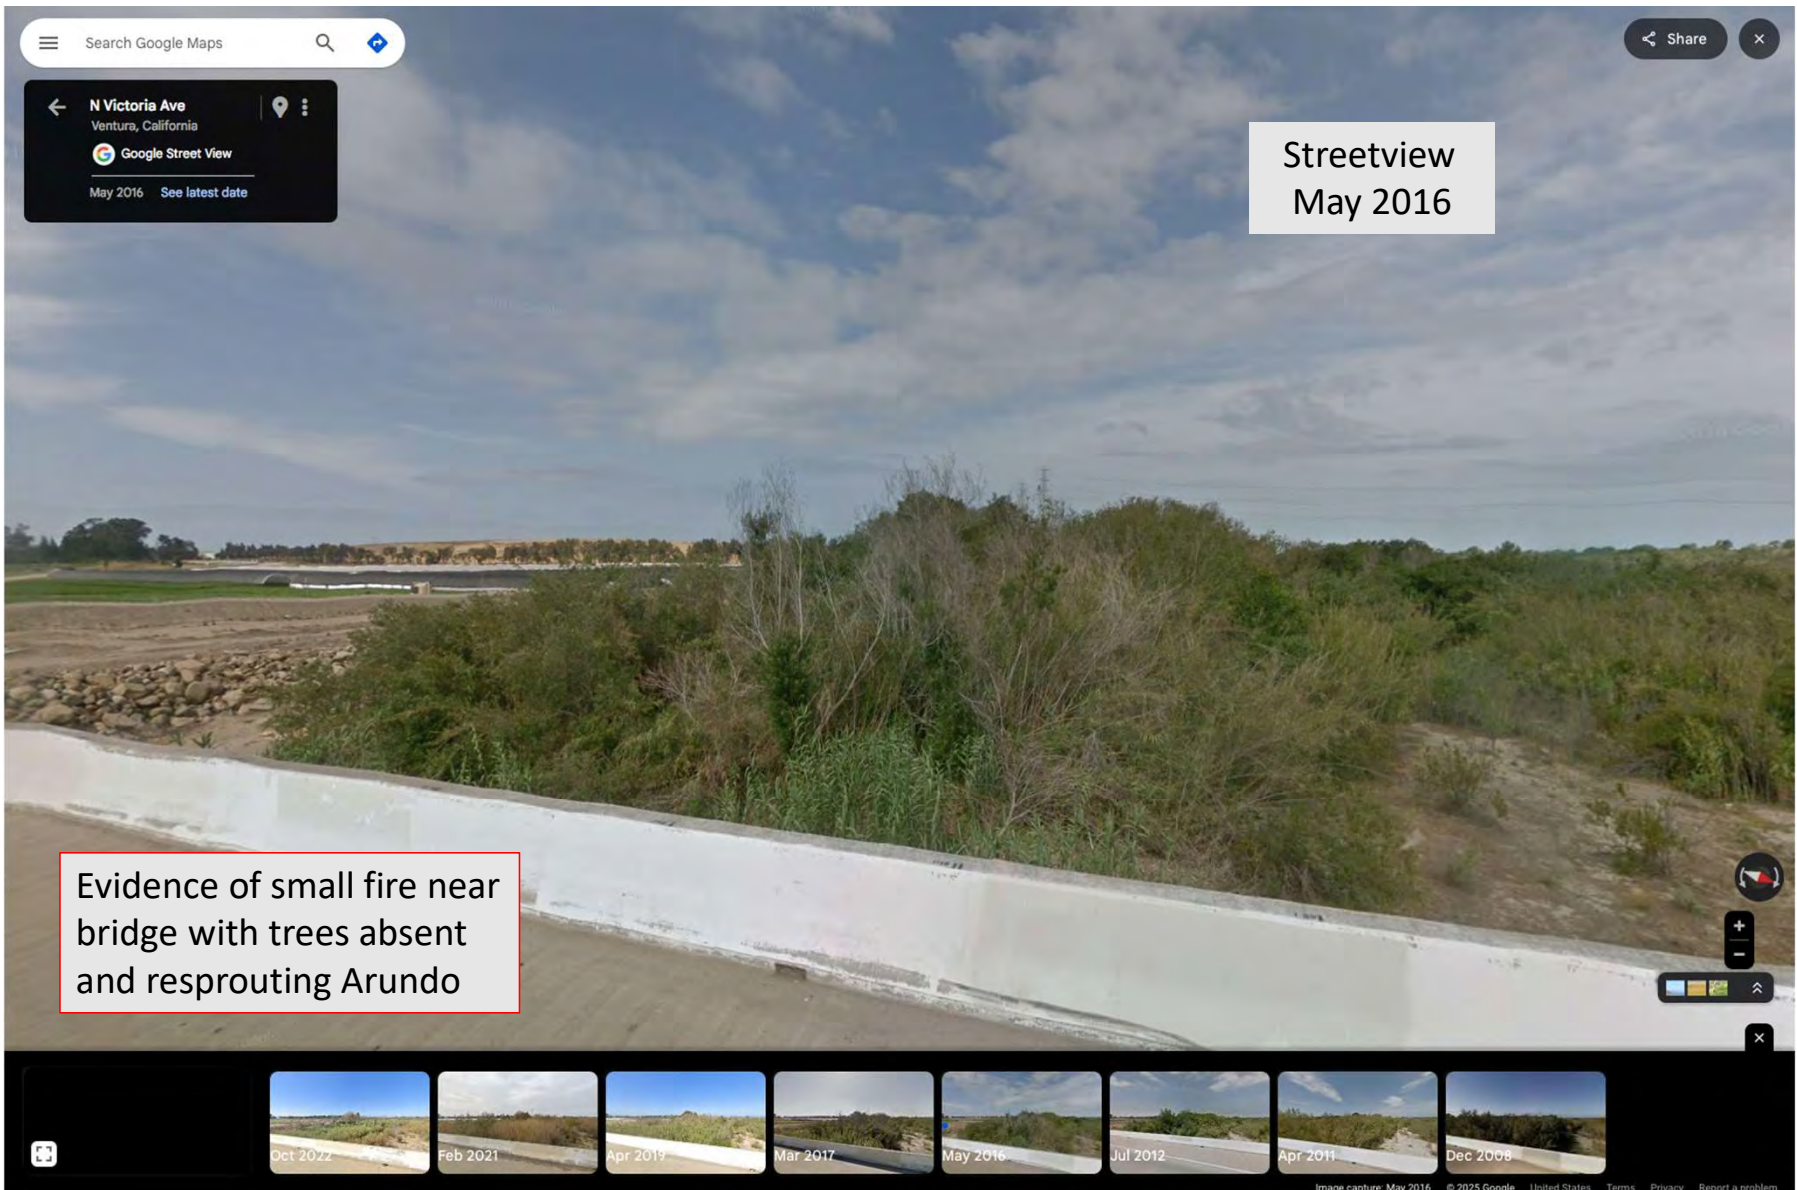 Search Google Maps
Share
N Victoria Ave
Ventura, California
Google Street View
May 2016 See latest date
Streetview
May 2016
Evidence of small fire near
bridge with trees absent
and resprouting Arundo
Oct 2022
Feb 2021
Apr 2019
Mar 2017
May 2016
Jul 2012
Apr 2011
Dec 2008
Image capture: May 2016 © 2025 Google United States Terms Privacy Report a problem